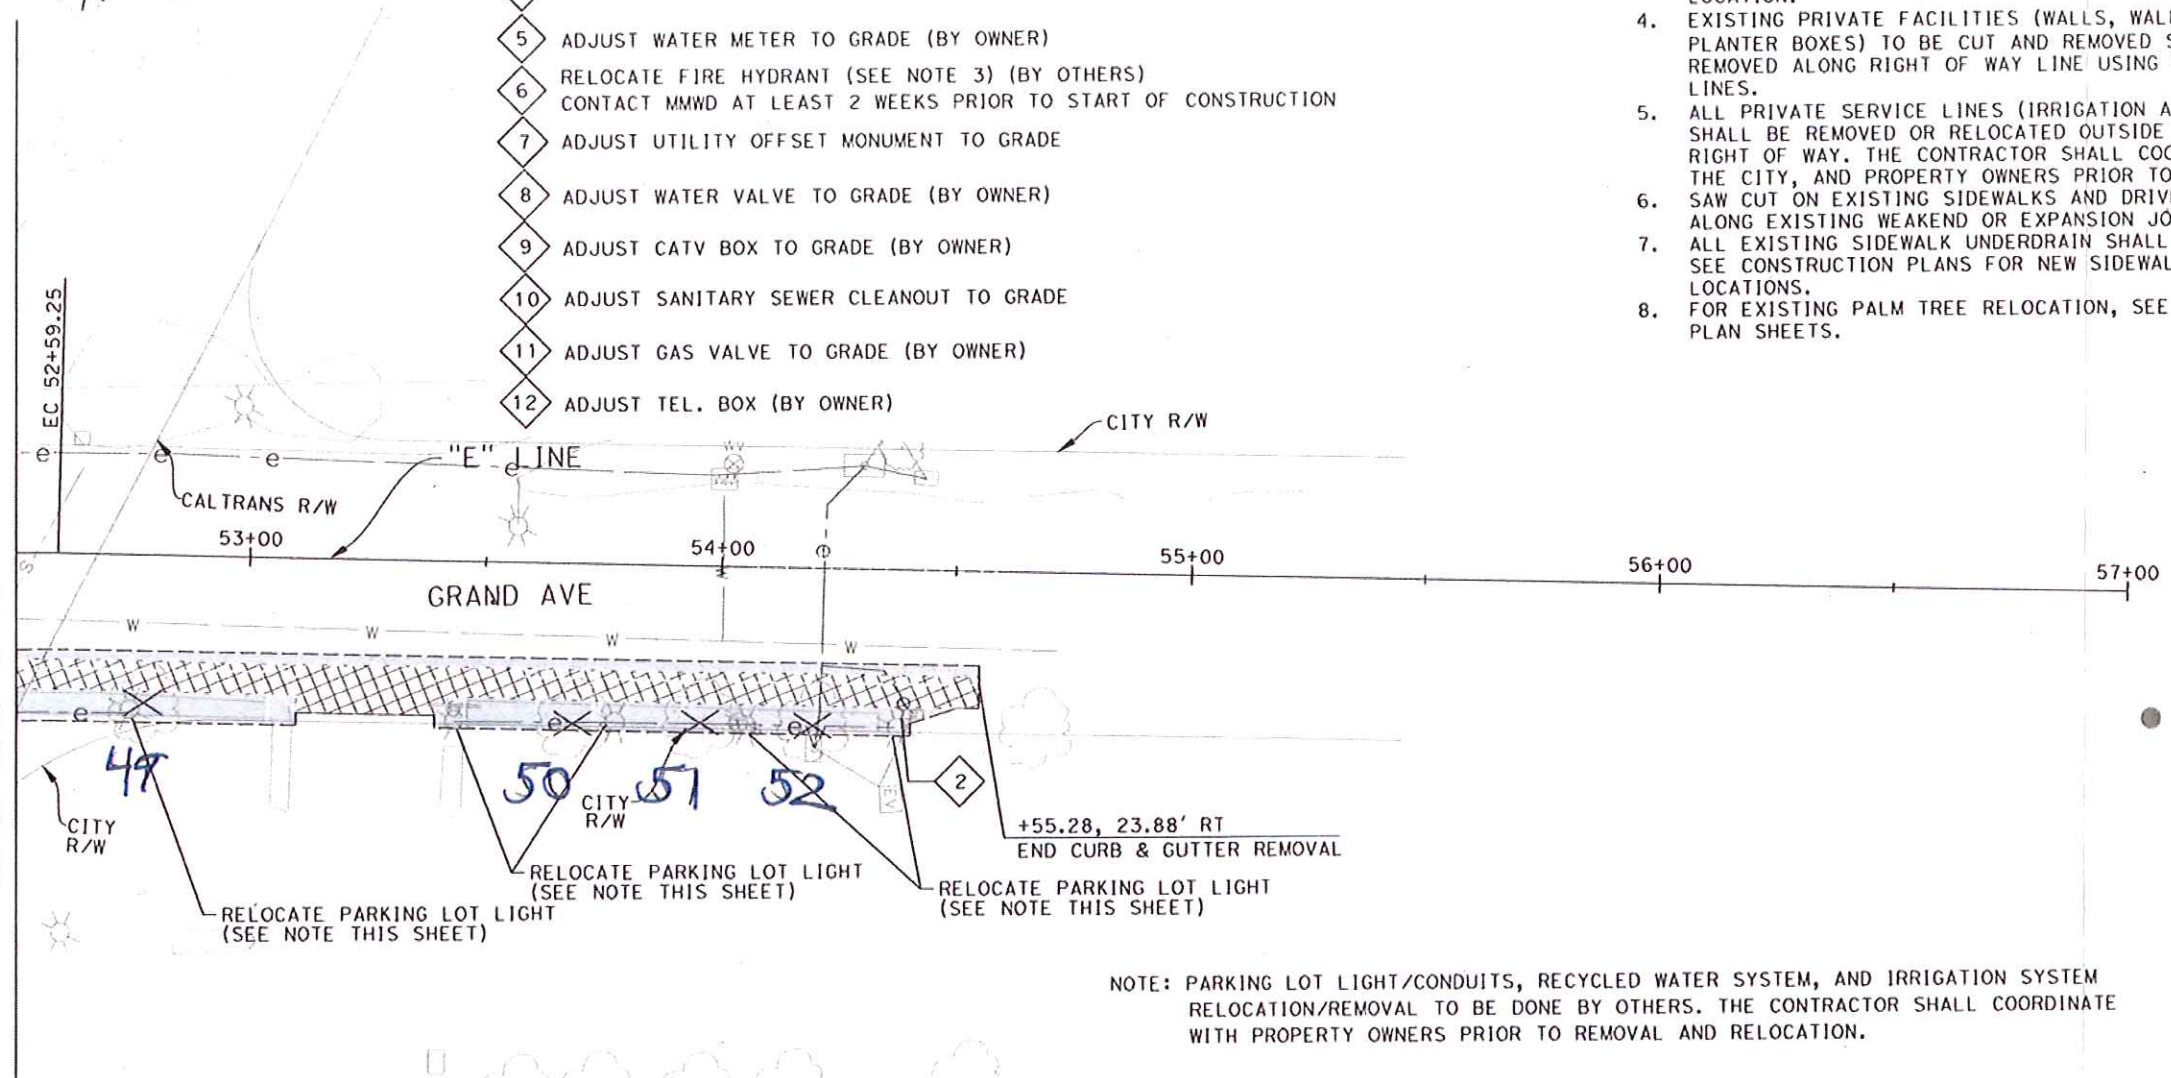 5 ADJUST WATER METER TO GRADE (BY OWNER)
6 RELOCATE FIRE HYDRANT (SEE NOTE 3) (BY OTHERS)
CONTACT MMWD AT LEAST 2 WEEKS PRIOR TO START OF CONSTRUCTION
7 ADJUST UTILITY OFFSET MONUMENT TO GRADE
8 ADJUST WATER VALVE TO GRADE (BY OWNER)
9 ADJUST CATV BOX TO GRADE (BY OWNER)
10 ADJUST SANITARY SEWER CLEANOUT TO GRADE
11 ADJUST GAS VALVE TO GRADE (BY OWNER)
12 ADJUST TEL. BOX (BY OWNER)
LOCATION.
4. EXISTING PRIVATE FACILITIES (WALLS,
PLANTER BOXES) TO BE CUT AND REMOVED
REMOVED ALONG RIGHT OF WAY LINE USING
LINES.
5. ALL PRIVATE SERVICE LINES (IRRIGATION
SHALL BE REMOVED OR RELOCATED OUTSIDE
RIGHT OF WAY. THE CONTRACTOR SHALL
THE CITY, AND PROPERTY OWNERS PRIOR TO
6. SAW CUT ON EXISTING SIDEWALKS AND
ALONG EXISTING WEAKEND OR EXPANSION
7. ALL EXISTING SIDEWALK UNDERDRAIN SHALL
SEE CONSTRUCTION PLANS FOR NEW
LOCATIONS.
8. FOR EXISTING PALM TREE RELOCATION, SEE
PLAN SHEETS.
EC 52+59.25
CITY R/W
e e e "E" LINE e
CALTRANS R/W
53+00 54+00 55+00 56+00 57+00
S
GRAND AVE
W W W W
e e e
49 50 51 52
2
EV
CITY
R/W
CITY
R/W
+55.28, 23.88' RT
END CURB & GUTTER REMOVAL
RELOCATE PARKING LOT LIGHT
(SEE NOTE THIS SHEET)
RELOCATE PARKING LOT LIGHT
(SEE NOTE THIS SHEET)
RELOCATE PARKING LOT LIGHT
(SEE NOTE THIS SHEET)
NOTE: PARKING LOT LIGHT/CONDUITS, RECYCLED WATER SYSTEM, AND IRRIGATION SYSTEM
RELOCATION/REMOVAL TO BE DONE BY OTHERS. THE CONTRACTOR SHALL COORDINATE
WITH PROPERTY OWNERS PRIOR TO REMOVAL AND RELOCATION.